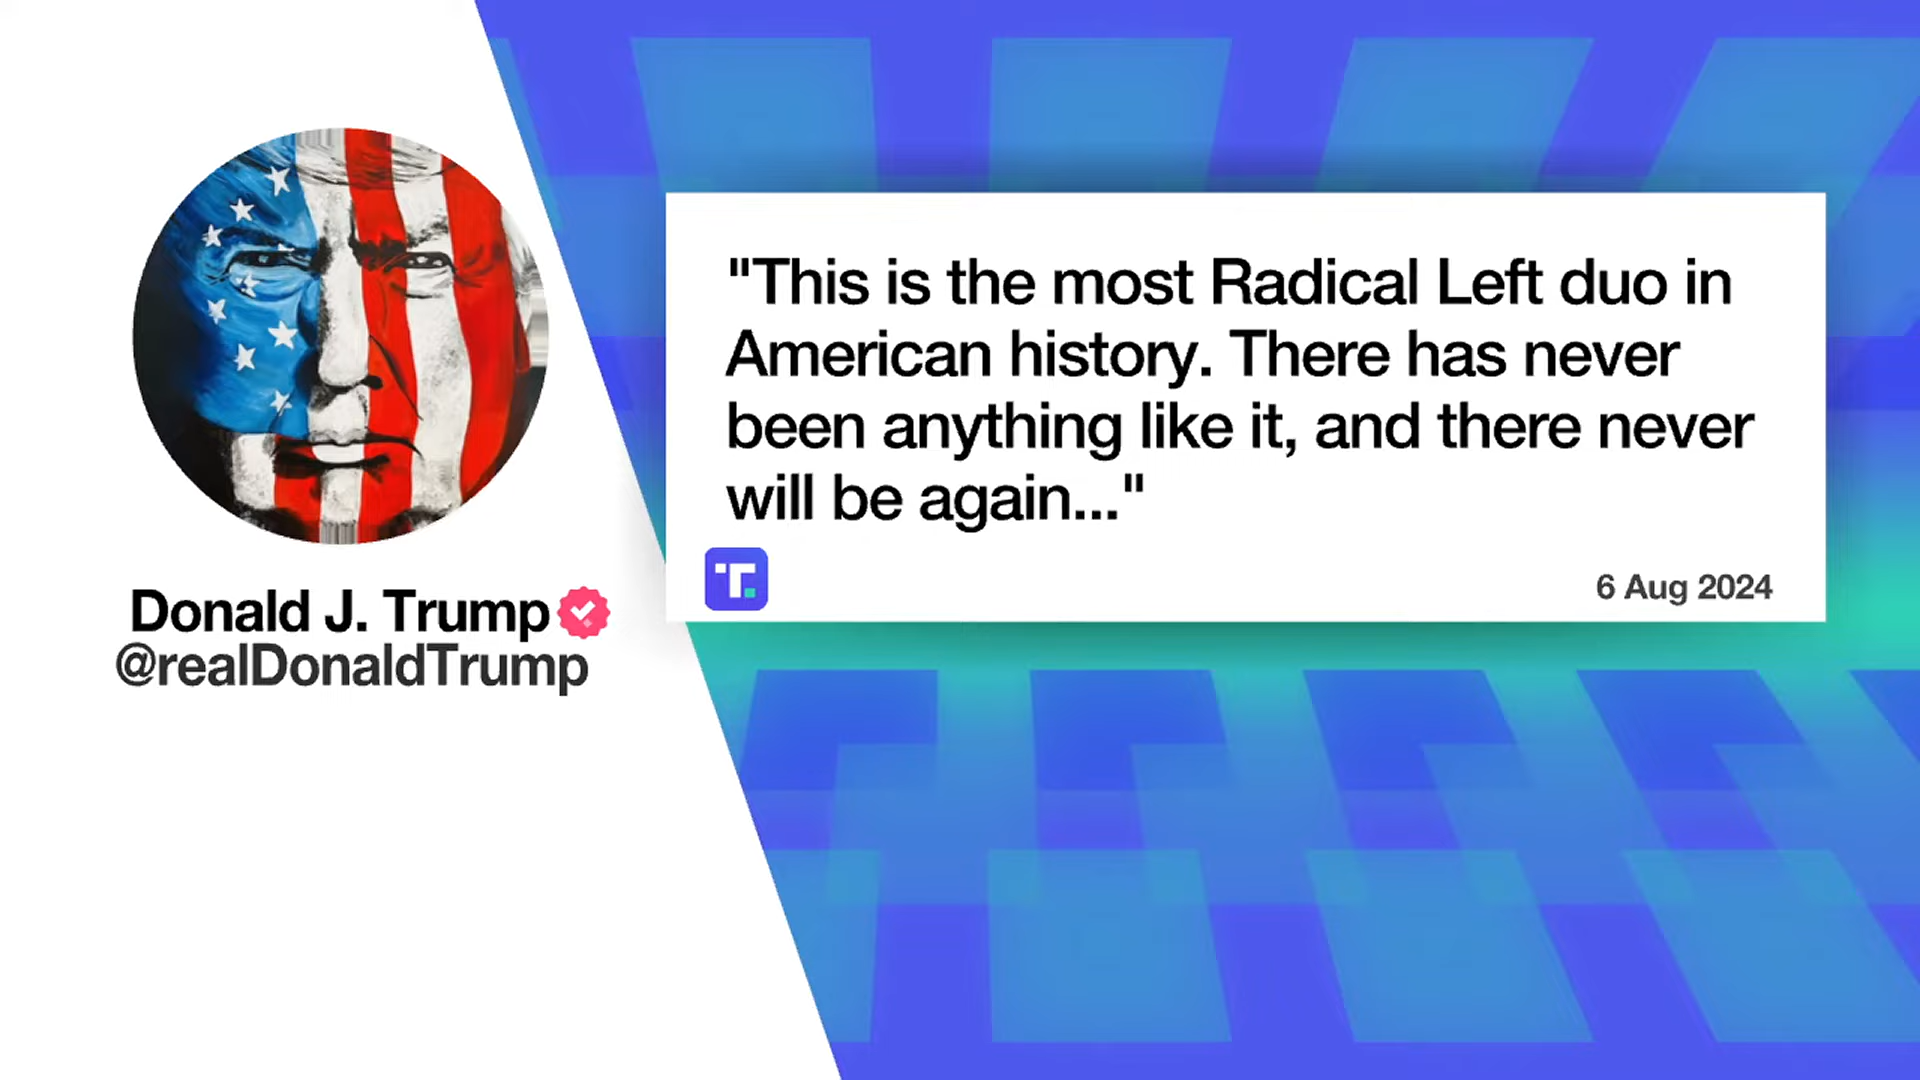 "This is the most Radical Left duo in
American history. There has never
been anything like it, and there never
will be again..."
T.
6 Aug 2024
Donald J. Trump
@realDonaldTrump